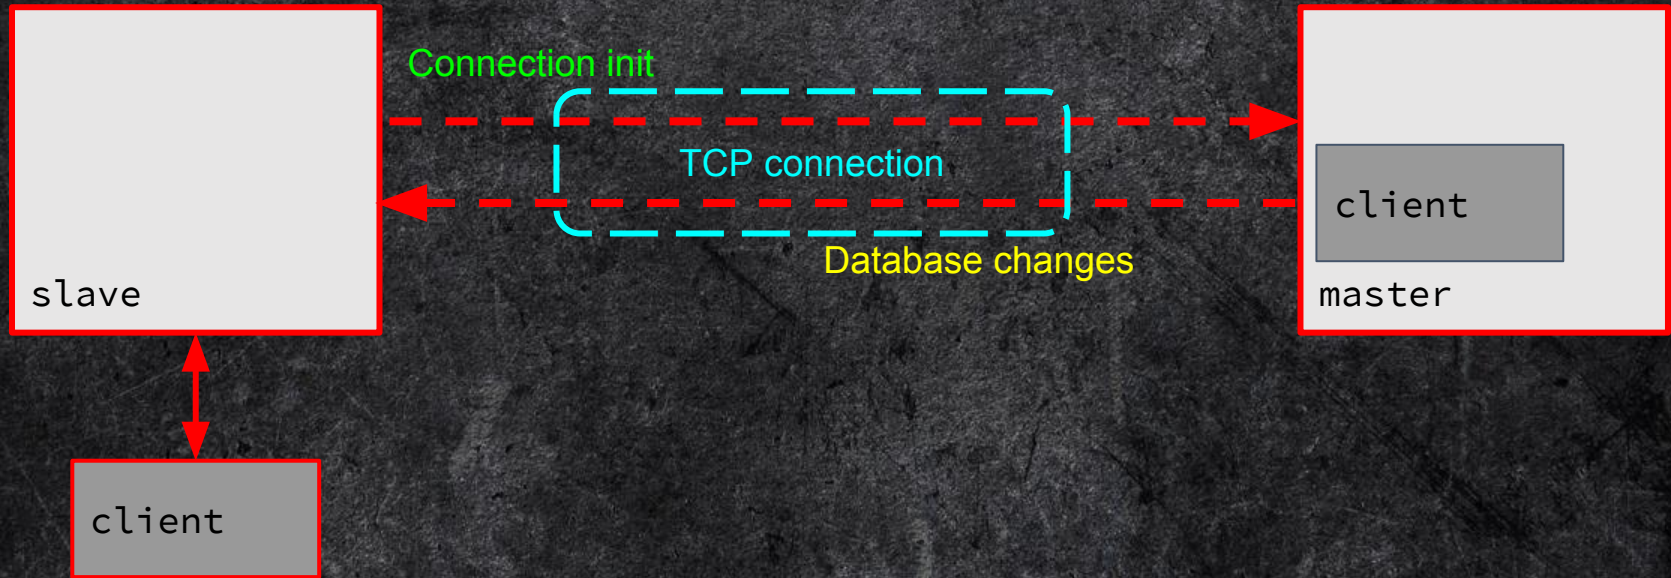 Connection init
TCP connection
client
Database changes
slave
master
client